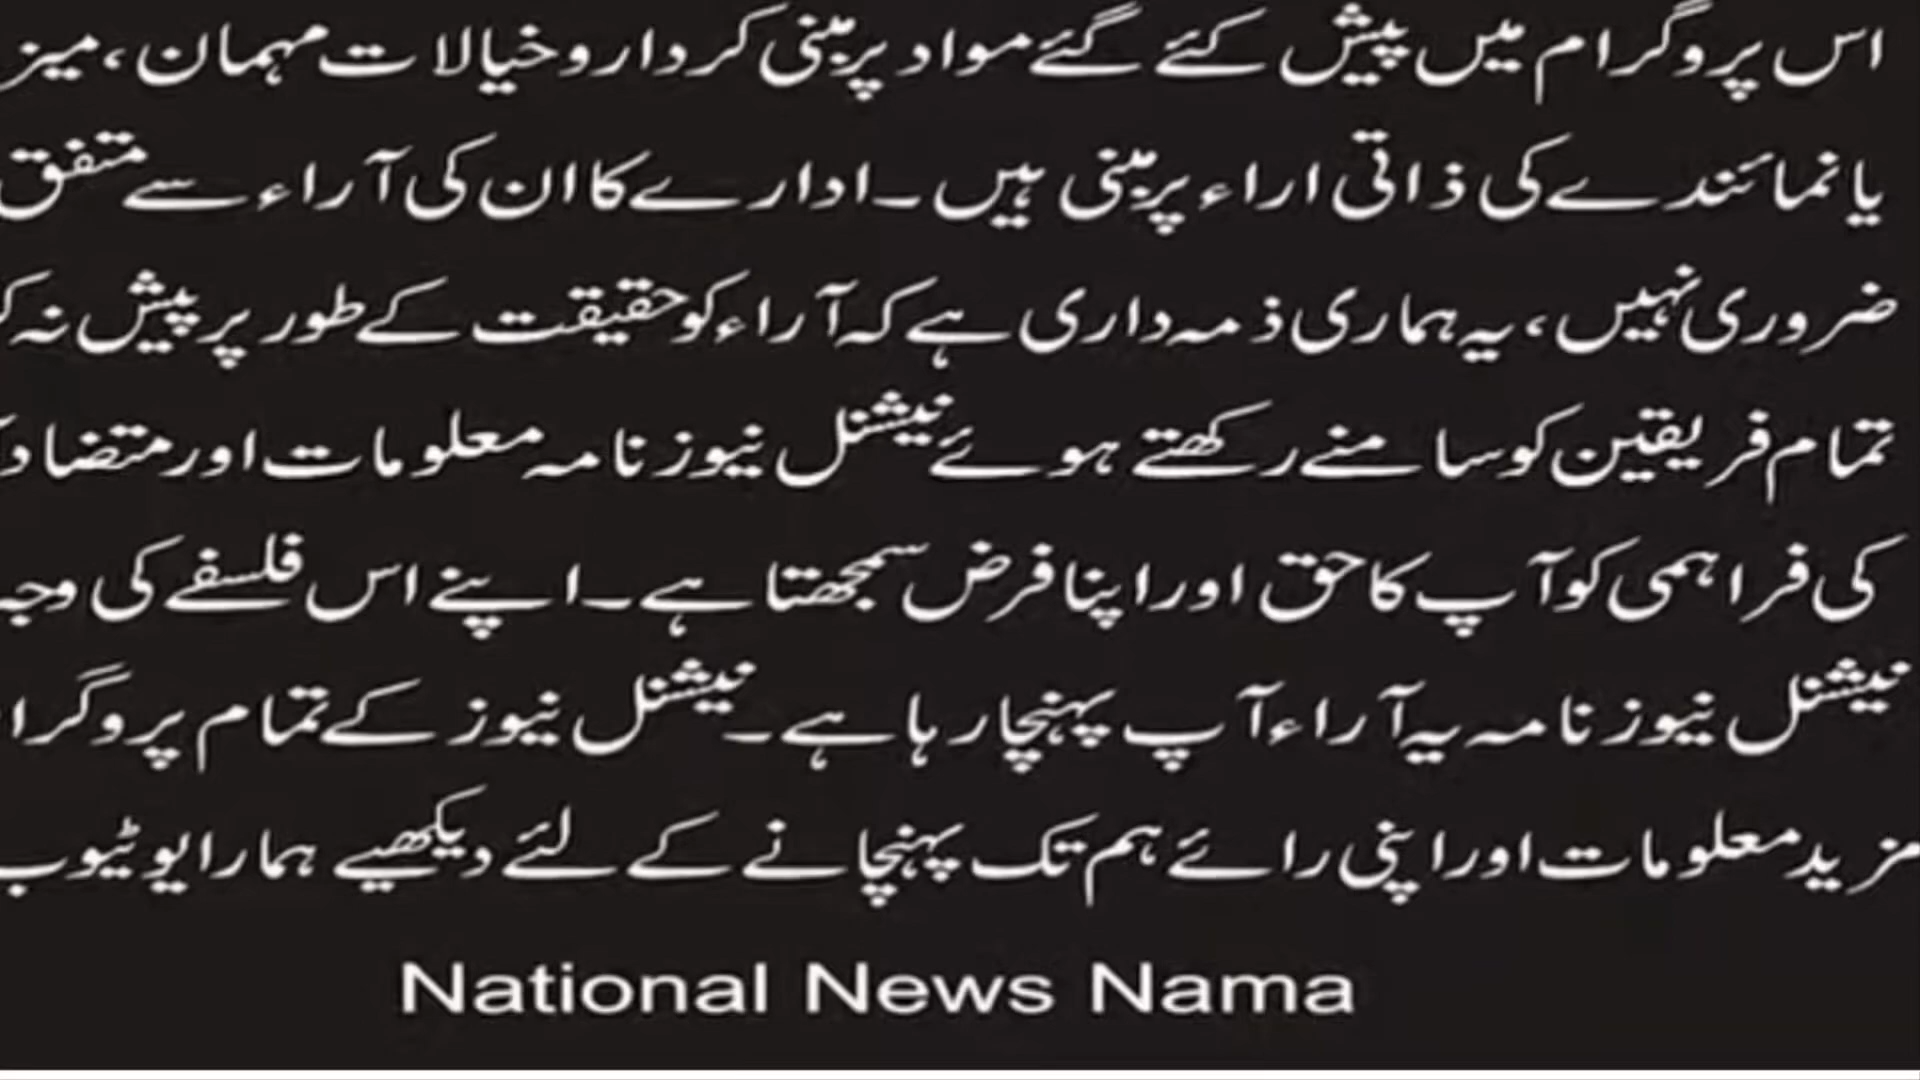 اس پروگرام میں پیش کئے گئے مواد پر مبنی کردار و خیالات مہمان، میز
یا نمائندے کی ذاتی اراء پر مبنی ہیں۔ ادارے کا ان کی آراء سے متفق
ضروری نہیں، یہ ہماری ذمہ داری ہے کہ آراء کو حقیقت کے طور پر پیش نہ
تمام فریقین کو سامنے رکھتے ہوئے نیشنل نیوز نامہ معلومات اور متضاد
کی فراہمی کو آپ کا حق اور اپنا فرض سمجھتا ہے۔ اپنے اس فلسفے کی وجہ
نیشنل نیوز نامہ یہ آراء آپ پہنچا رہا ہے۔ نیشنل نیوز کے تمام پروگرا
مزید معلومات اور اپنی رائے ہم تک پہنچانے کے لئے دیکھیے ہمارا یوٹیوب
National News Nama